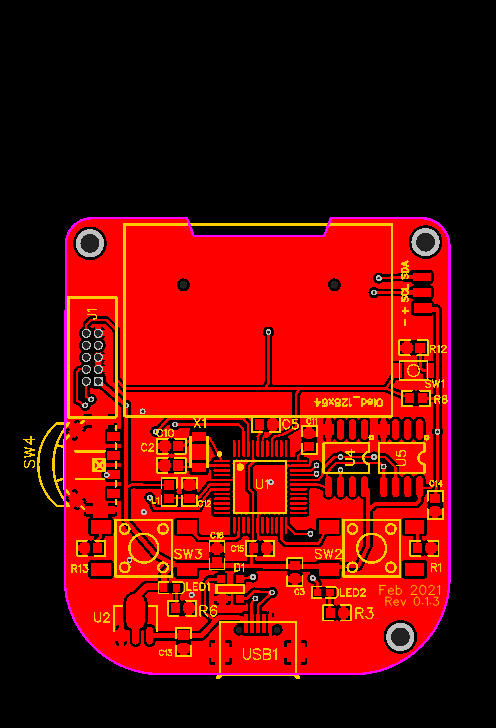 - + SCL SDA
J1
R12
SW1
R8
Oled_128x64
SW4
C10
X1
C5
C11
C2
U4
U5
U1
C12
C14
R13
SW3
C16
C15
SW2
R1
D1
LED1
C3
LED2
Feb 2021
Rev 0.1.3
U2
R6
R3
C13
USB1